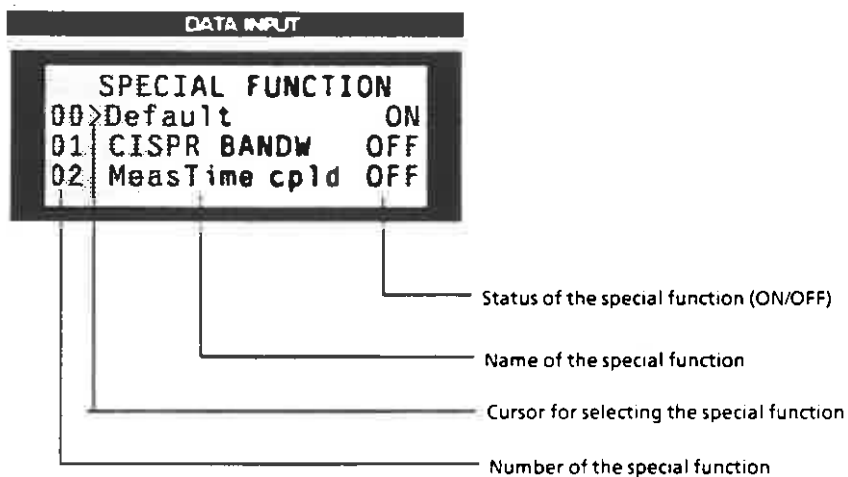 DATA INPUT
SPECIAL FUNCTION
00>Default ON
01 CISPR BANDW OFF
02 MeasTime cpld OFF
Status of the special function (ON/OFF)
Name of the special function
Cursor for selecting the special function
Number of the special function